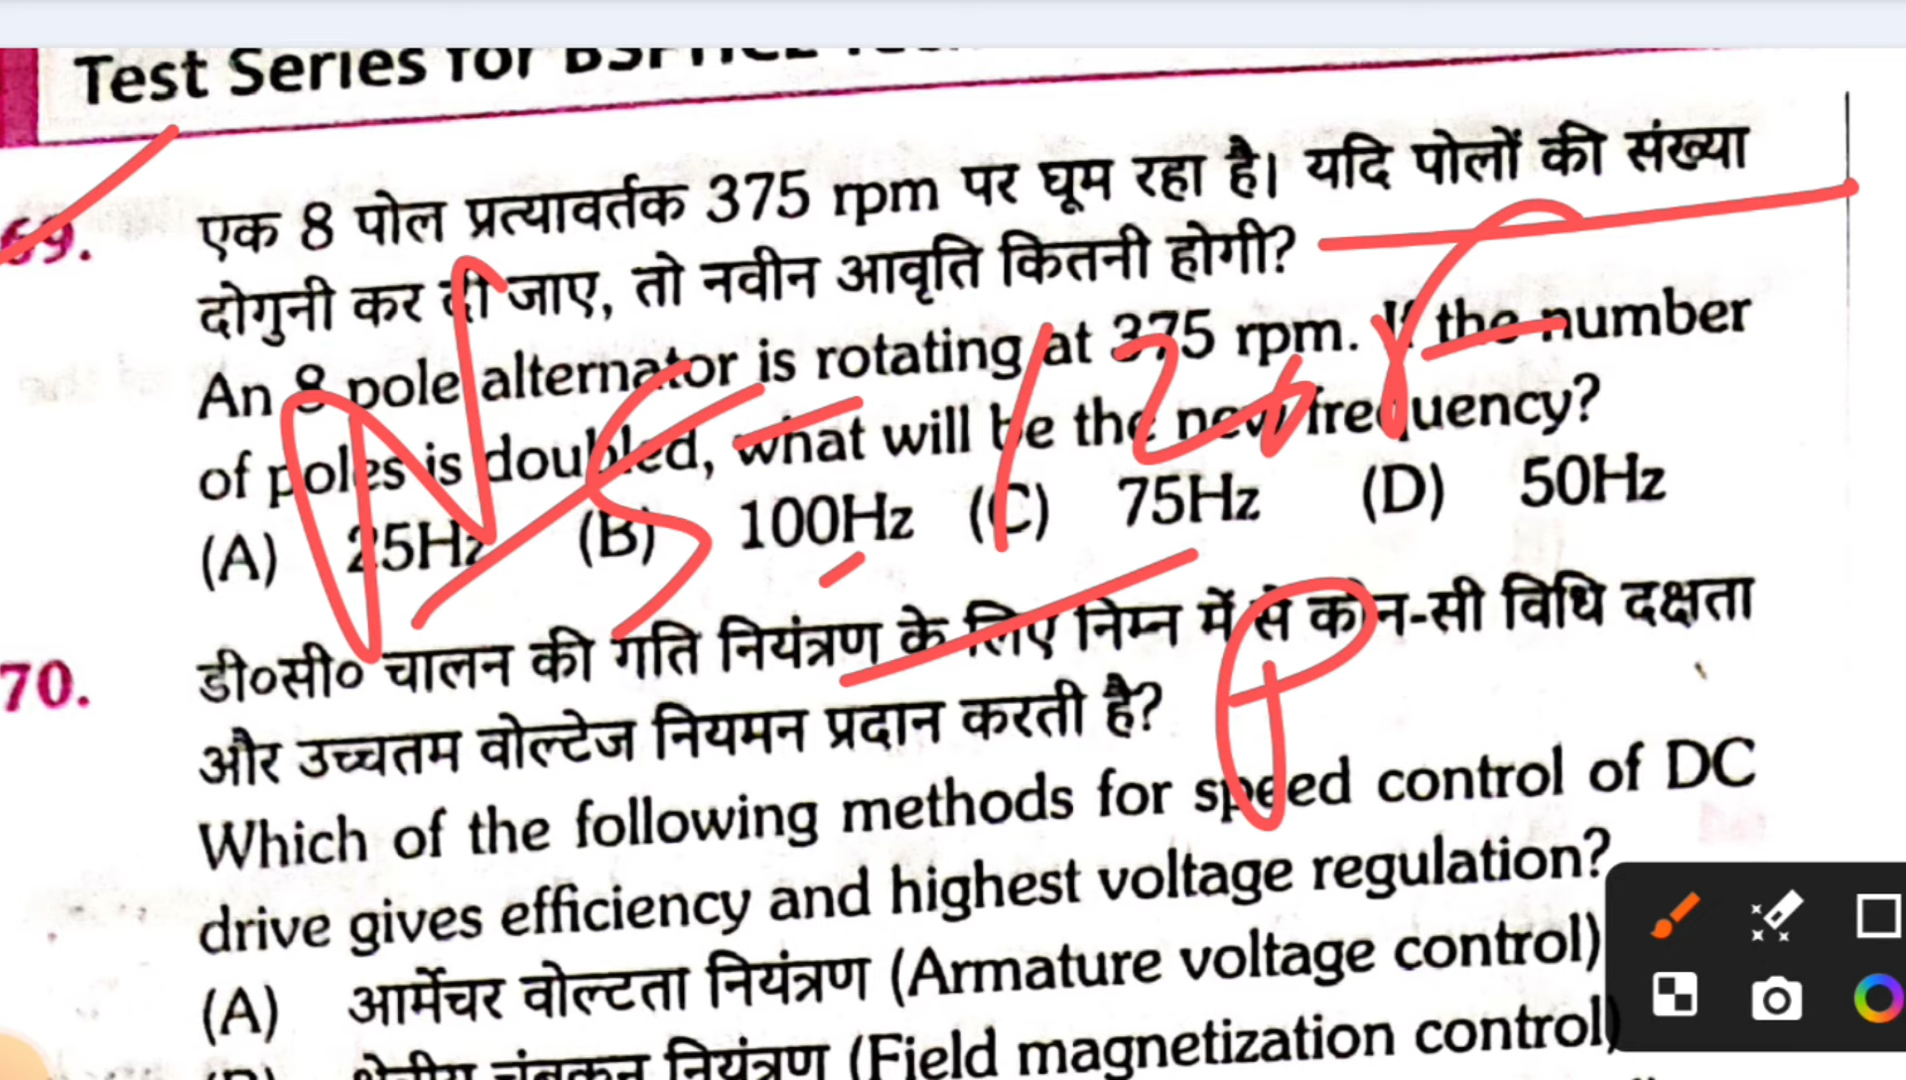 Test Series for
69.
एक 8 पोल प्रत्यावर्तक 375 rpm पर घूम रहा है। यदि पोलों की संख्या
दोगुनी कर दी जाए, तो नवीन आवृति कितनी होगी?
An 8 pole alternator is rotating at 375 rpm. If the number
of poles is doubled, what will be the new frequency?
(A) 25Hz (B) 100Hz (C) 75Hz (D) 50Hz
Ns = 120f
P
70.
डी०सी० चालन की गति नियंत्रण के लिए निम्न में से कौन-सी विधि दक्षता
और उच्चतम वोल्टेज नियमन प्रदान करती है?
Which of the following methods for speed control of DC
drive gives efficiency and highest voltage regulation?
(A) आर्मेचर वोल्टता नियंत्रण (Armature voltage control)
नियंत्रण (Field magnetization control)